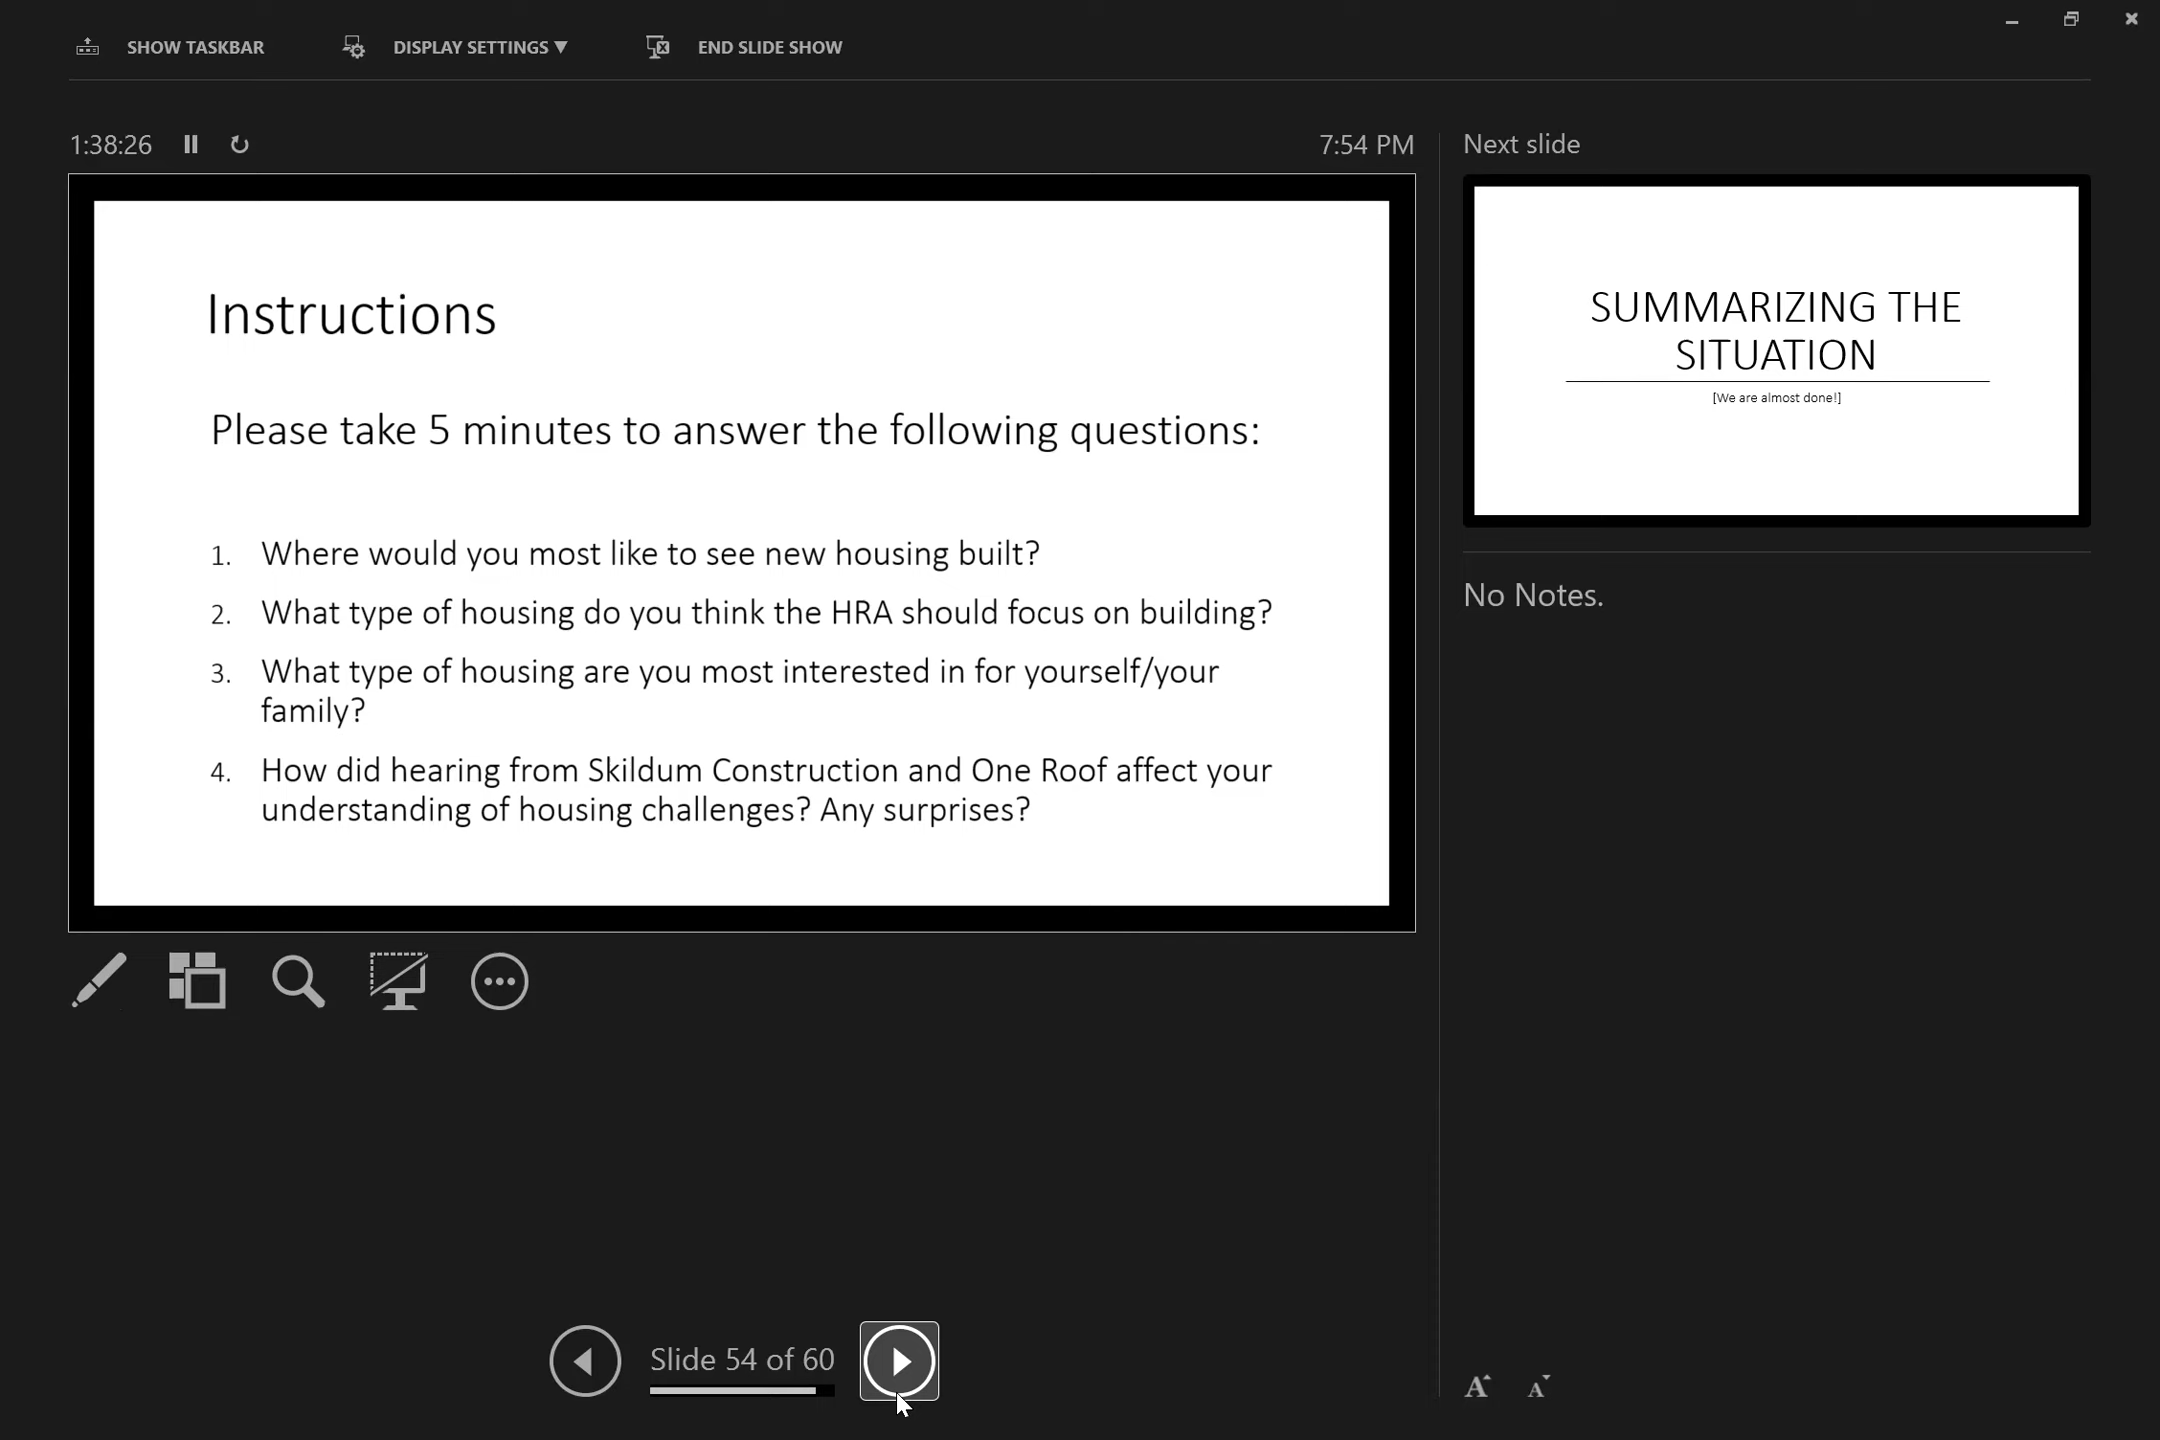 SHOW TASKBAR
DISPLAY SETTINGS ▼
END SLIDE SHOW
1:38:26
7:54 PM
Instructions
Please take 5 minutes to answer the following questions:
1. Where would you most like to see new housing built?
2. What type of housing do you think the HRA should focus on building?
3. What type of housing are you most interested in for yourself/your
family?
4. How did hearing from Skildum Construction and One Roof affect your
understanding of housing challenges? Any surprises?
Slide 54 of 60
Next slide
SUMMARIZING THE
SITUATION
[We are almost done!]
No Notes.
A A